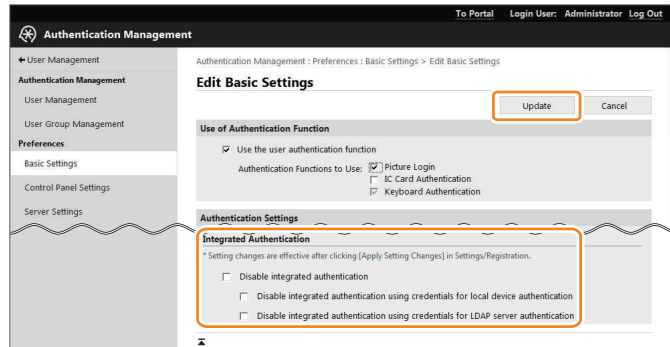 To Portal Login User: Administrator Log Out
Authentication Management
User Management
Authentication Management
User Management
User Group Management
Preferences
Basic Settings
Control Panel Settings
Server Settings
Authentication Management : Preferences : Basic Settings > Edit Basic Settings
Edit Basic Settings
Update Cancel
Use of Authentication Function
Use the user authentication function
Authentication Functions to Use: Picture Login
IC Card Authentication
Keyboard Authentication
Authentication Settings
Integrated Authentication
* Setting changes are effective after clicking [Apply Setting Changes] in Settings/Registration.
Disable integrated authentication
Disable integrated authentication using credentials for local device authentication
Disable integrated authentication using credentials for LDAP server authentication